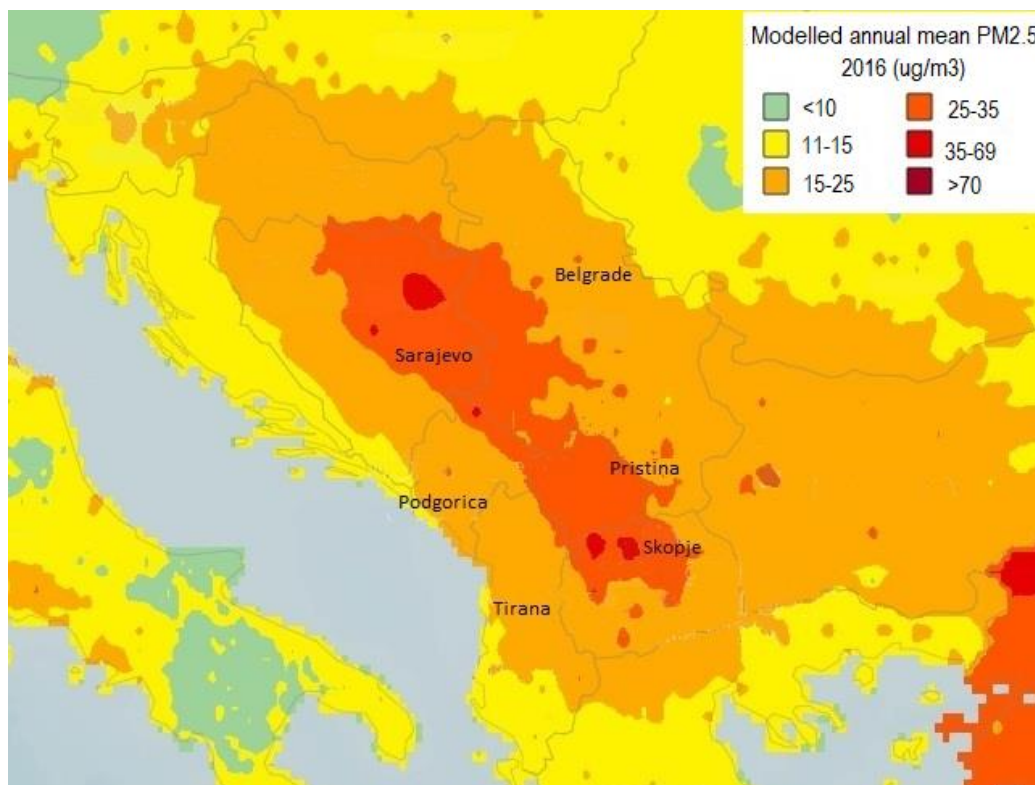 Modelled annual mean PM2.5
2016 (ug/m3)
<10 25-35
11-15 35-69
15-25 >70
Belgrade
Sarajevo
Pristina
Podgorica
Skopje
Tirana